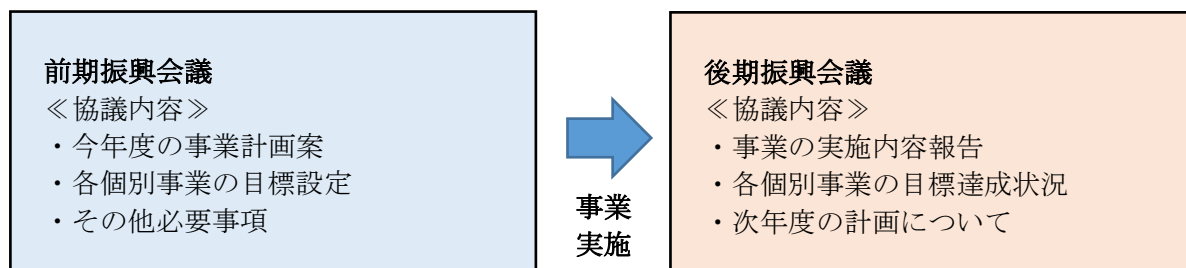 前期振興会議
≪協議内容≫
・今年度の事業計画案
・各個別事業の目標設定
・その他必要事項
事業
実施
後期振興会議
≪協議内容≫
・事業の実施内容報告
・各個別事業の目標達成状況
・次年度の計画について